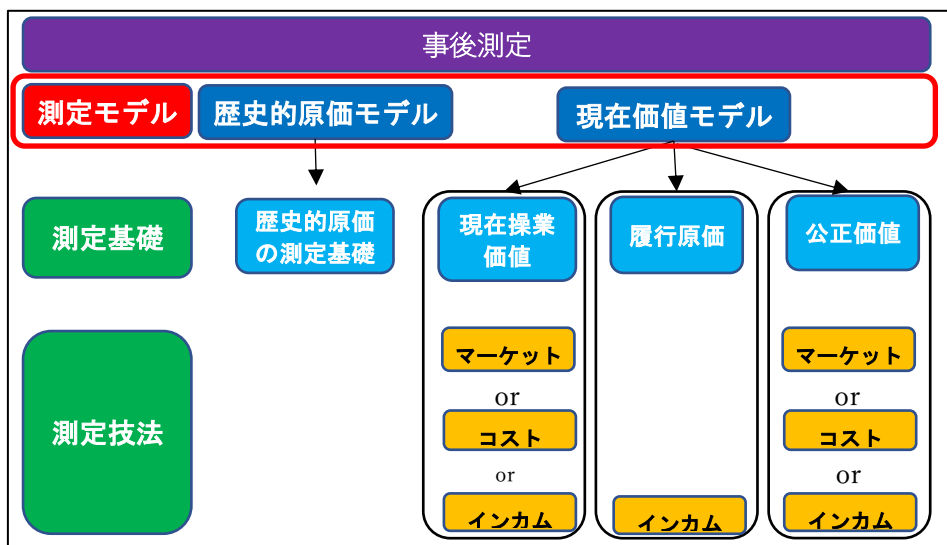 事後測定
測定モデル
歴史的原価モデル
現在価値モデル
測定基礎
歴史的原価
の測定基礎
現在操業
価値
履行原価
公正価値
測定技法
マーケット
or
コスト
or
インカム
インカム
マーケット
or
コスト
or
インカム